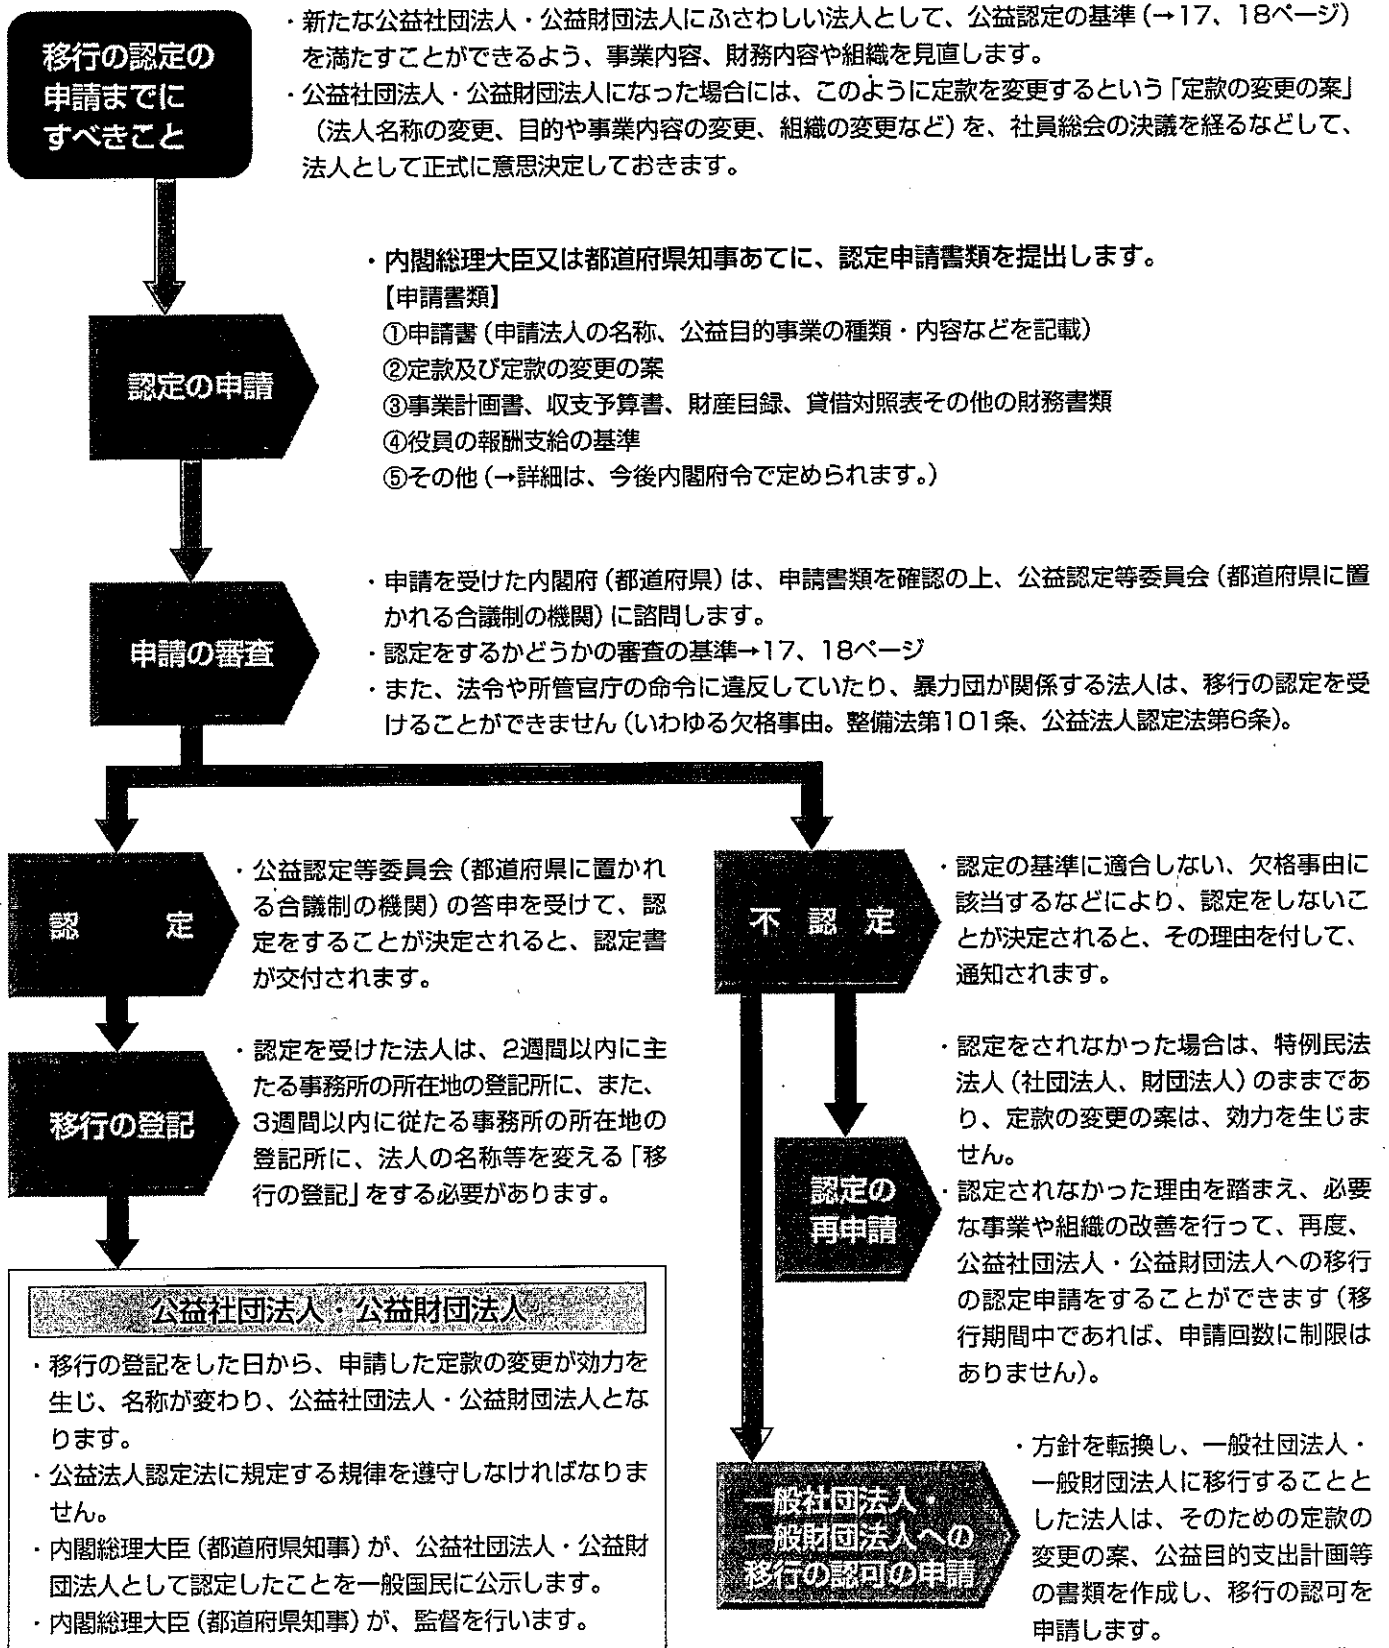 移行の認定の
申請までに
すべきこと
・新たな公益社団法人・公益財団法人にふさわしい法人として、公益認定の基準（→17、18ページ）
を満たすことができるよう、事業内容、財務内容や組織を見直します。
・公益社団法人・公益財団法人になった場合には、このように定款を変更するという「定款の変更の案」
（法人名称の変更、目的や事業内容の変更、組織の変更など）を、社員総会の決議を経るなどして、
法人として正式に意思決定しておきます。
認定の申請
・内閣総理大臣又は都道府県知事あてに、認定申請書類を提出します。
【申請書類】
①申請書（申請法人の名称、公益目的事業の種類・内容などを記載）
②定款及び定款の変更の案
③事業計画書、収支予算書、財産目録、貸借対照表その他の財務書類
④役員の報酬支給の基準
⑤その他（→詳細は、今後内閣府令で定められます。）
申請の審査
・申請を受けた内閣府（都道府県）は、申請書類を確認の上、公益認定等委員会（都道府県に置
かれる合議制の機関）に諮問します。
・認定をするかどうかの審査の基準→17、18ページ
・また、法令や所管官庁の命令に違反していたり、暴力団が関係する法人は、移行の認定を受
けることができません（いわゆる欠格事由。整備法第101条、公益法人認定法第6条）。
認　定
・公益認定等委員会（都道府県に置かれ
る合議制の機関）の答申を受けて、認
定をすることが決定されると、認定書
が交付されます。
移行の登記
・認定を受けた法人は、2週間以内に主
たる事務所の所在地の登記所に、また、
3週間以内に従たる事務所の所在地の
登記所に、法人の名称等を変える「移
行の登記」をする必要があります。
公益社団法人・公益財団法人
・移行の登記をした日から、申請した定款の変更が効力を
生じ、名称が変わり、公益社団法人・公益財団法人とな
ります。
・公益法人認定法に規定する規律を遵守しなければなりま
せん。
・内閣総理大臣（都道府県知事）が、公益社団法人・公益財
団法人として認定したことを一般国民に公示します。
・内閣総理大臣（都道府県知事）が、監督を行います。
不認定
・認定の基準に適合しない、欠格事由に
該当するなどにより、認定をしないこ
とが決定されると、その理由を付して、
通知されます。
認定の
再申請
・認定をされなかった場合は、特例民法
法人（社団法人、財団法人）のままであ
り、定款の変更の案は、効力を生じま
せん。
・認定されなかった理由を踏まえ、必要
な事業や組織の改善を行って、再度、
公益社団法人・公益財団法人への移行
の認定申請をすることができます（移
行期間中であれば、申請回数に制限は
ありません）。
一般社団法人・
一般財団法人への
移行の認可の申請
・方針を転換し、一般社団法人・
一般財団法人に移行することと
した法人は、そのための定款の
変更の案、公益目的支出計画等
の書類を作成し、移行の認可を
申請します。